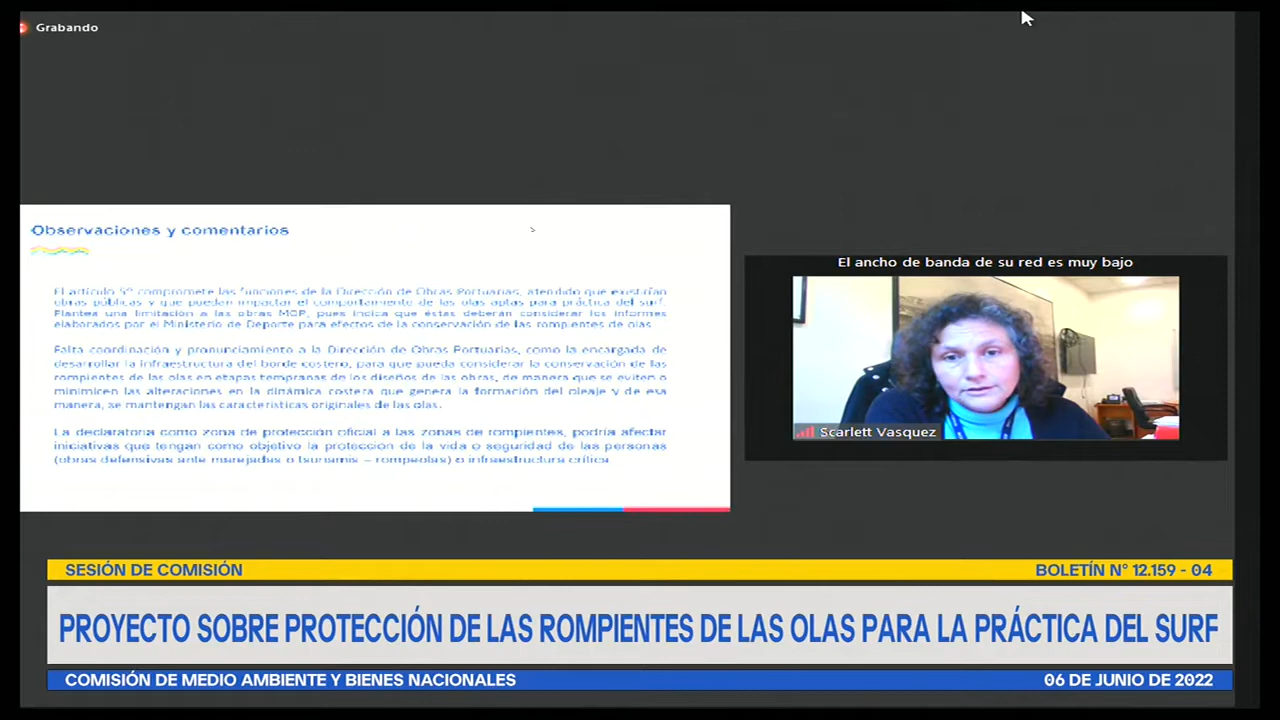 Grabando
Observaciones y comentarios
El artículo 5º compromete las funciones de la Dirección de Obras Portuarias, atendido que existirían
obras públicas y que puedan impactar el comportamiento de las olas aptas para práctica del surf.
Plantea una limitación a las obras MOP, pues indica que éstas deberán considerar los informes
elaborados por el Ministerio de Deporte para efectos de la conservación de las rompientes de olas.
Falta coordinación y pronunciamiento a la Dirección de Obras Portuarias, como la encargada de
desarrollar la infraestructura del borde costero, para que pueda considerar la conservación de las
rompientes de las olas en etapas tempranas de los diseños de las obras, de manera que se eviten o
minimicen las alteraciones en la dinámica costera que genera la formación del oleaje y de esa
manera, se mantengan las características originales de las olas.
La declaratoria como zona de protección oficial a las zonas de rompientes, podría afectar
iniciativas que tengan como objetivo la protección de la vida o seguridad de las personas
(obras defensivas ante marejadas o tsunamis – rompeolas) o infraestructura crítica
El ancho de banda de su red es muy bajo
Scarlett Vasquez
SESIÓN DE COMISIÓN
BOLETÍN N° 12.159 - 04
PROYECTO SOBRE PROTECCIÓN DE LAS ROMPIENTES DE LAS OLAS PARA LA PRÁCTICA DEL SURF
COMISIÓN DE MEDIO AMBIENTE Y BIENES NACIONALES
06 DE JUNIO DE 2022